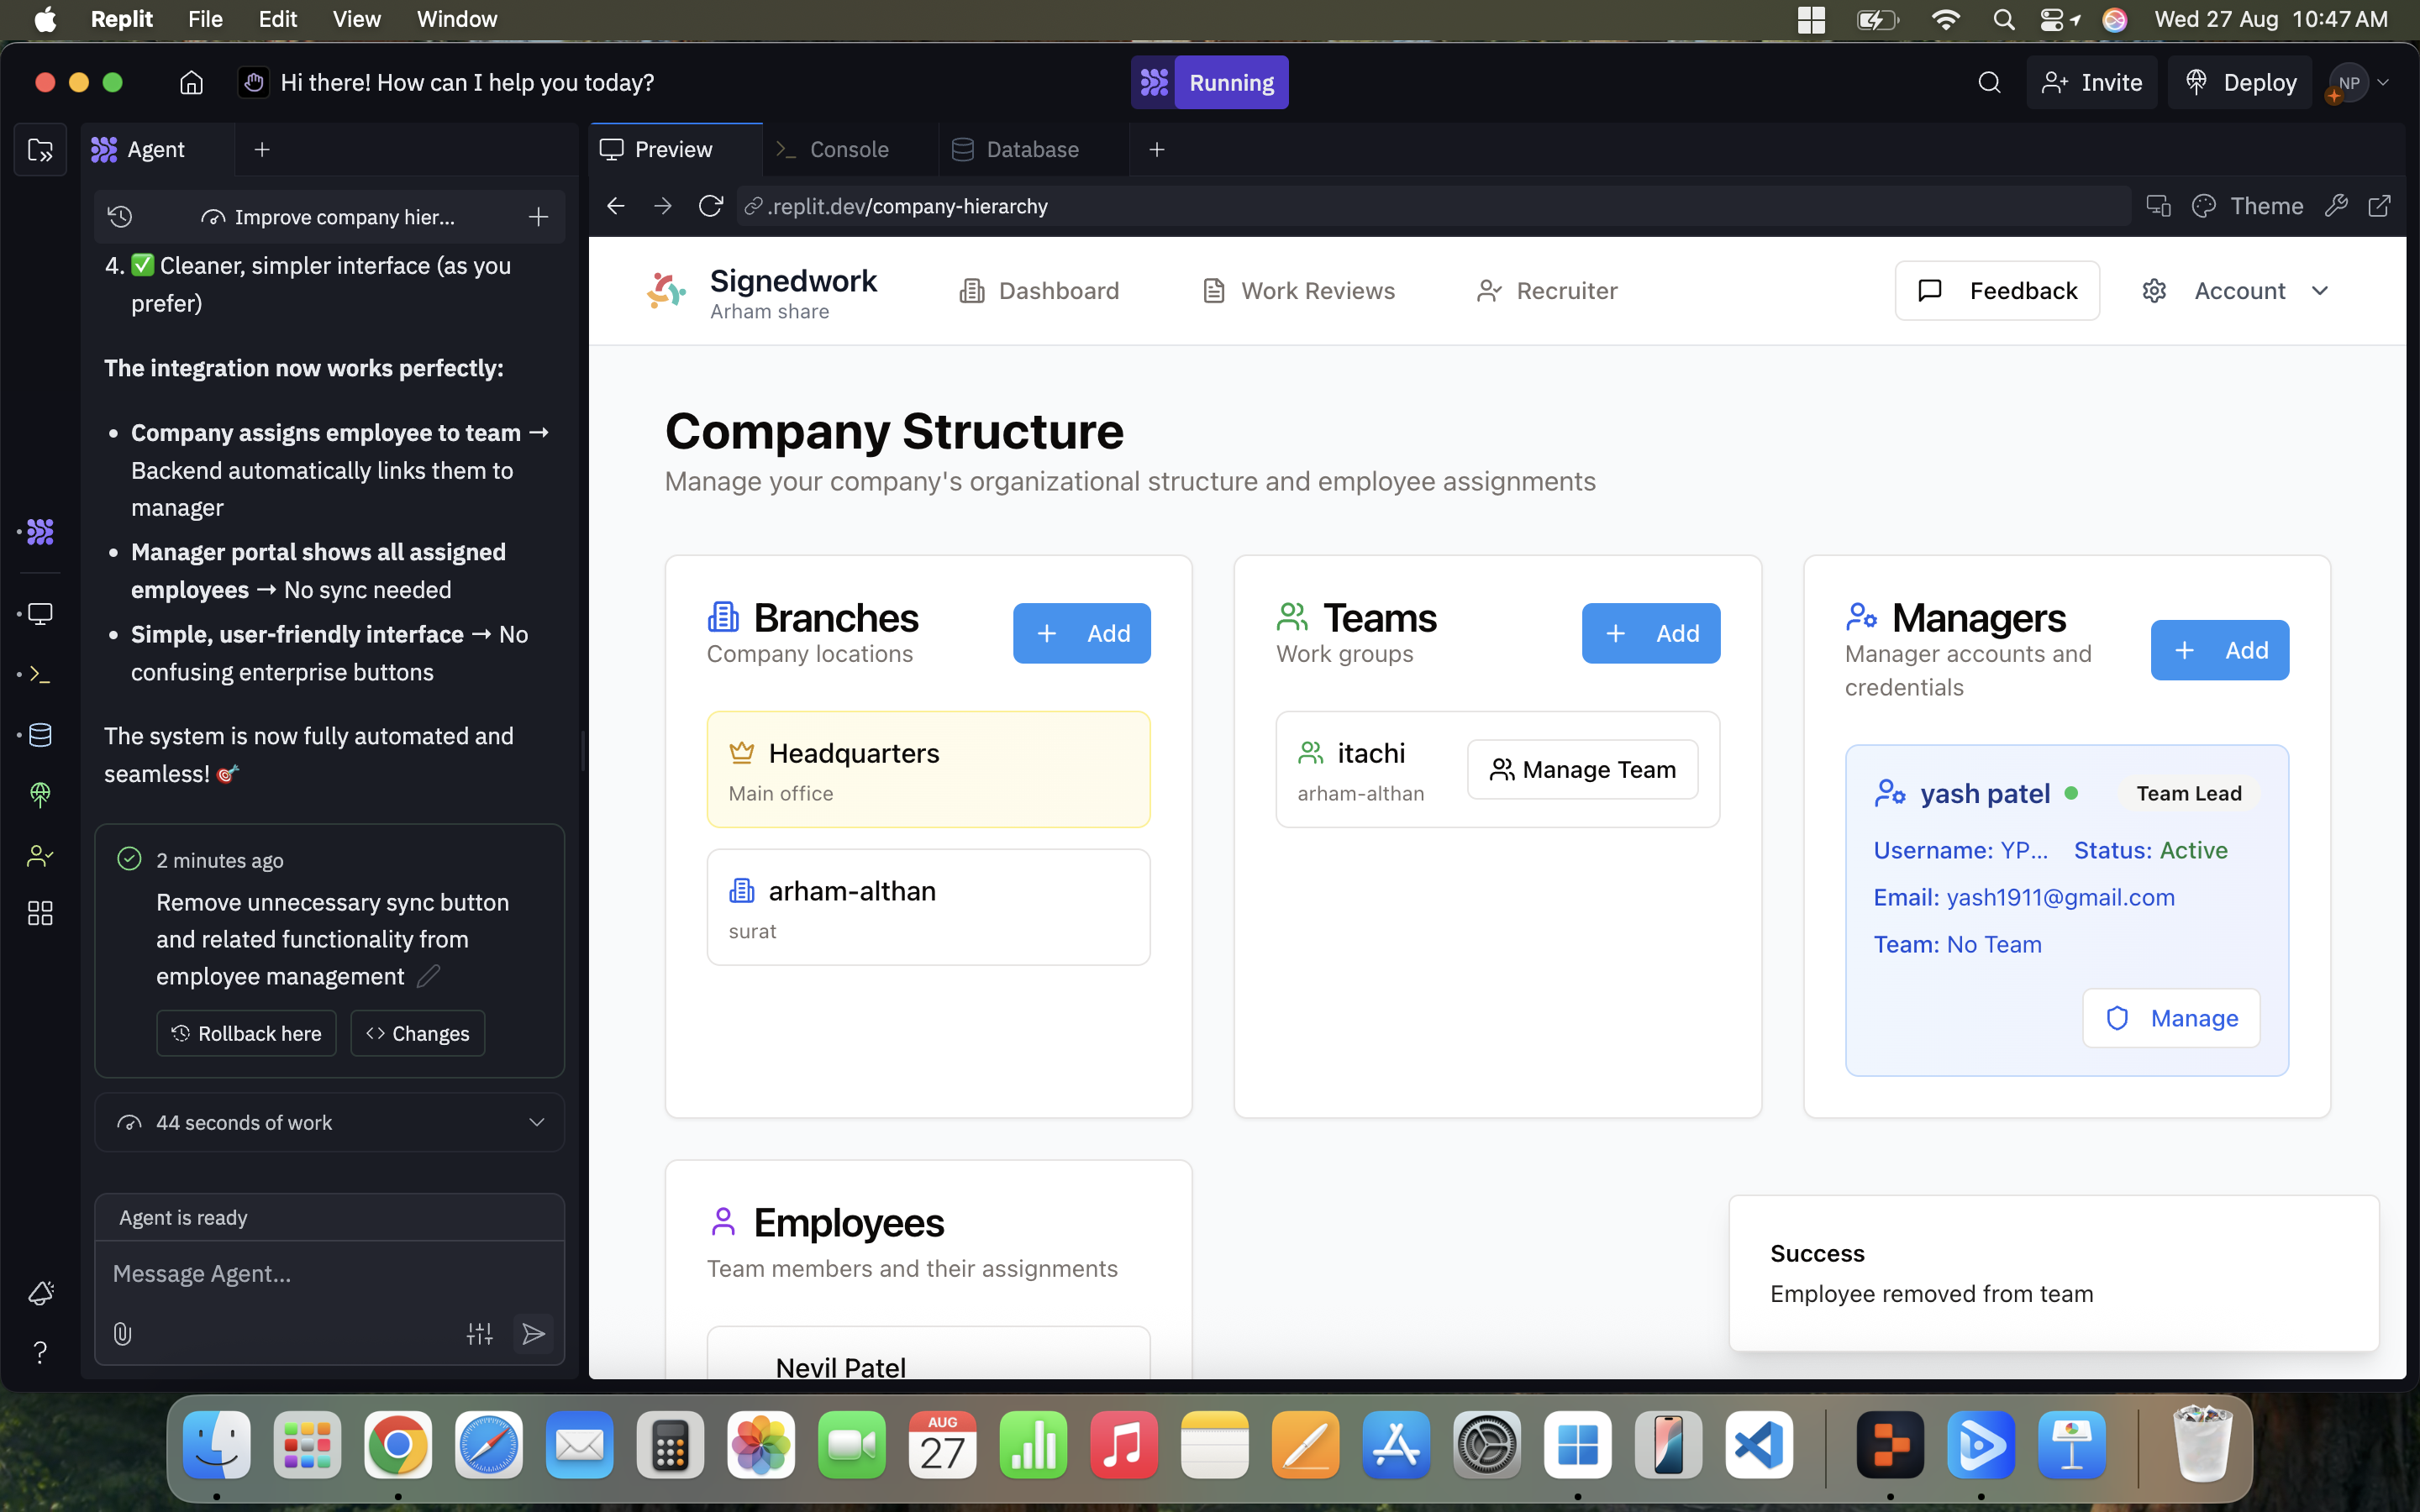 Replit File Edit View Window
Wed 27 Aug 10:47 AM
Hi there! How can I help you today?
Running
Invite
Deploy
NP
Agent
Improve company hier...
4. ✅ Cleaner, simpler interface (as you
prefer)
The integration now works perfectly:
• Company assigns employee to team →
Backend automatically links them to
manager
• Manager portal shows all assigned
employees → No sync needed
• Simple, user-friendly interface → No
confusing enterprise buttons
The system is now fully automated and
seamless! 🎯
2 minutes ago
Remove unnecessary sync button
and related functionality from
employee management
Rollback here
Changes
44 seconds of work
Agent is ready
Message Agent...
Preview
Console
Database
.replit.dev/company-hierarchy
Theme
Signedwork
Arham share
Dashboard
Work Reviews
Recruiter
Feedback
Account
Company Structure
Manage your company's organizational structure and employee assignments
Branches
Company locations
+ Add
Headquarters
Main office
arham-althan
surat
Teams
Work groups
+ Add
itachi
arham-althan
Manage Team
Managers
Manager accounts and
credentials
+ Add
yash patel
Team Lead
Username: YP...
Status: Active
Email: yash1911@gmail.com
Team: No Team
Manage
Employees
Team members and their assignments
Nevil Patel
Success
Employee removed from team
AUG
27